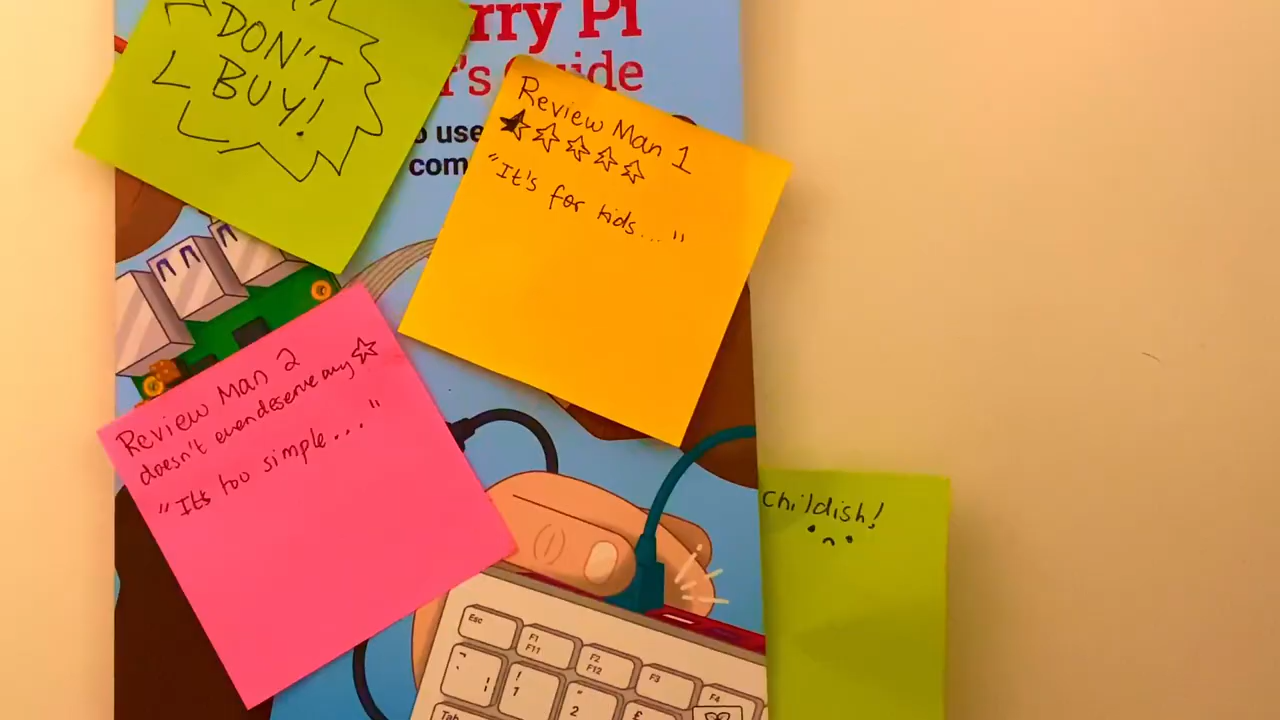 DON'T
BUY!
rry Pi
r's Guide
o use
com
Review Man 1
"It's for kids..."
Review Man 2
doesn't even deserve any
"It's too simple..."
Childish!
Esc
F1
F11
F2
F12
F3
F4
!
1
"
2
£
Tab